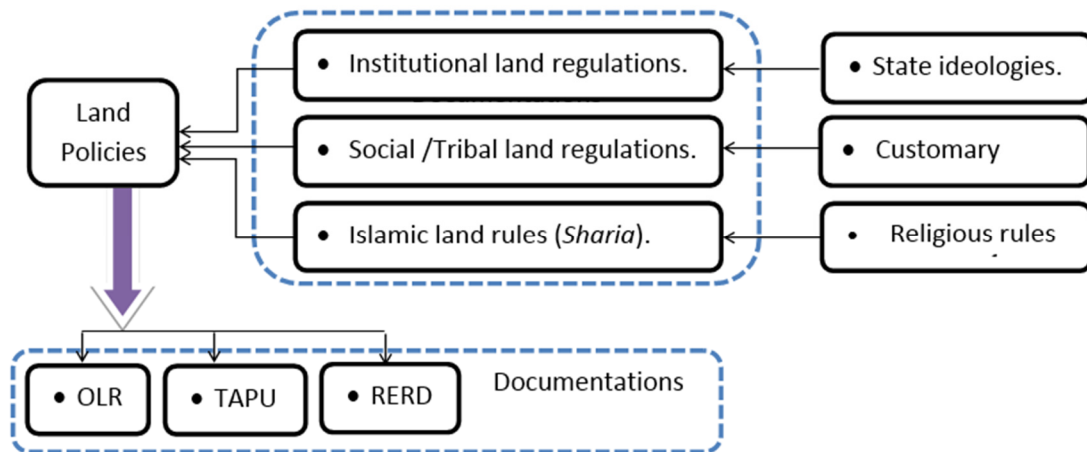 • Institutional land regulations.
• State ideologies.
Land
Policies
• Social /Tribal land regulations.
• Customary
• Islamic land rules (Sharia).
• Religious rules
• OLR
• TAPU
• RERD
Documentations